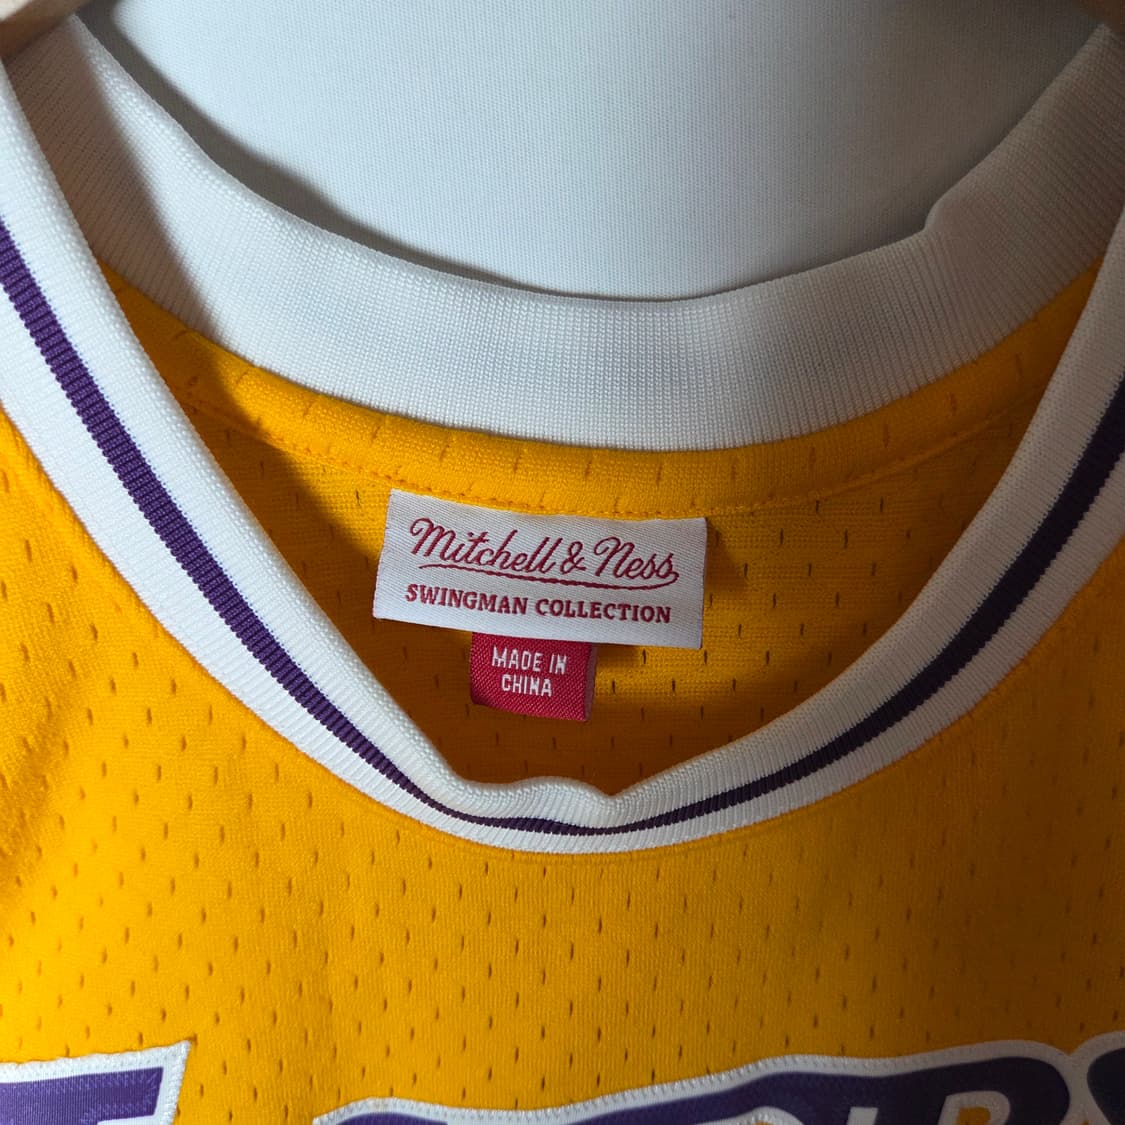 Mitchell & Ness
SWINGMAN COLLECTION
MADE IN
CHINA